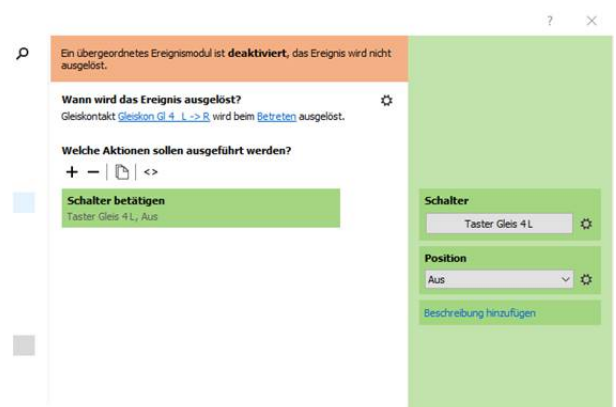 ?
Ein übergeordnetes Ereignismodul ist deaktiviert, das Ereignis wird nicht
ausgelöst.
Wann wird das Ereignis ausgelöst?
Gleiskontakt Gleiskon Gl 4 L -> R wird beim Betreten ausgelöst.
Welche Aktionen sollen ausgeführt werden?
+ - <>
Schalter betätigen
Taster Gleis 4 L, Aus
Schalter
Taster Gleis 4 L
Position
Aus
Beschreibung hinzufügen